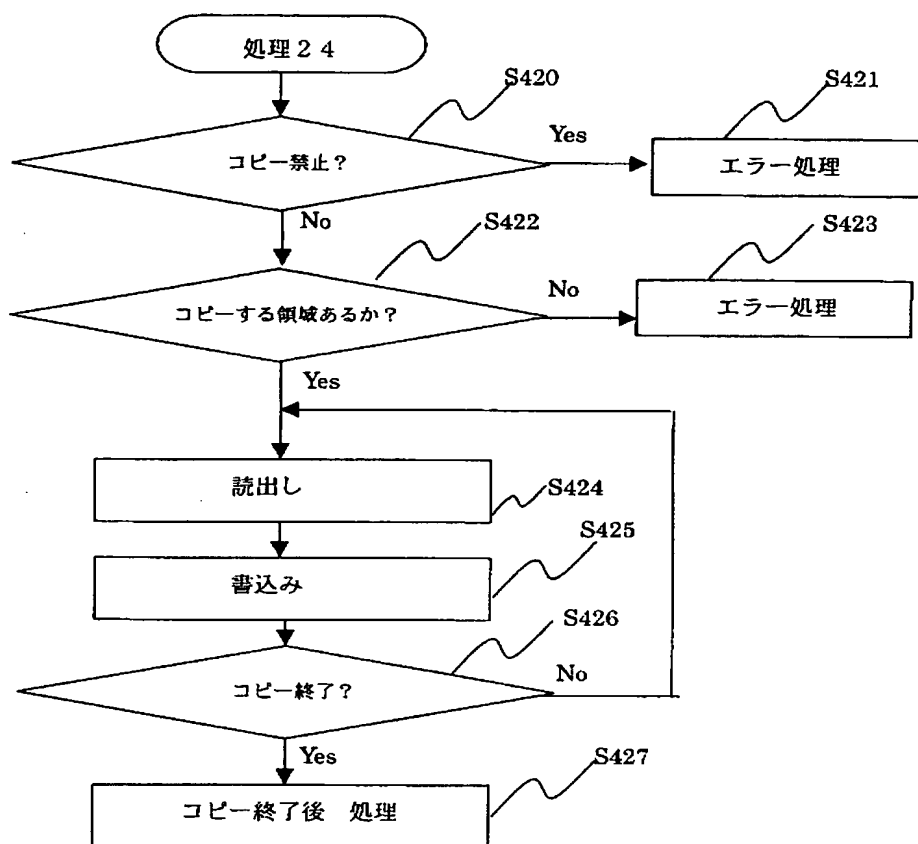 処理24
S420
S421
コピー禁止?
Yes
エラー処理
No
S422
S423
コピーする領域あるか?
No
エラー処理
Yes
読出し
S424
S425
書込み
S426
コピー終了?
No
Yes
S427
コピー終了後 処理